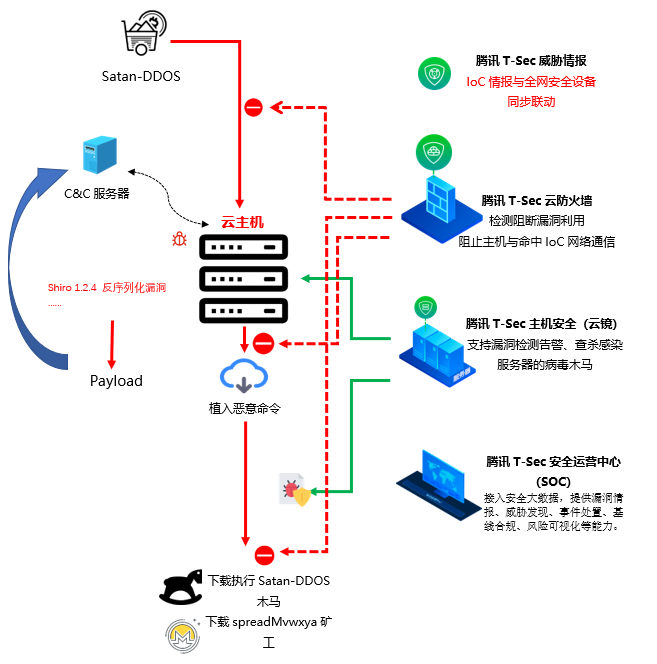 Satan-DDOS
C&C 服务器
Shiro 1.2.4 反序列化漏洞
......
Payload
云主机
植入恶意命令
下载执行 Satan-DDOS
木马
下载 spreadMvwxya 矿
工
腾讯 T-Sec 威胁情报
IoC 情报与全网安全设备
同步联动
腾讯 T-Sec 云防火墙
检测阻断漏洞利用
阻止主机与命中 IoC 网络通信
腾讯 T-Sec 主机安全（云镜）
支持漏洞检测告警、查杀感染
服务器的病毒木马
服务器
腾讯 T-Sec 安全运营中心
（SOC）
接入安全大数据，提供漏洞情
报、威胁发现、事件处置、基
线合规、风险可视化等能力。